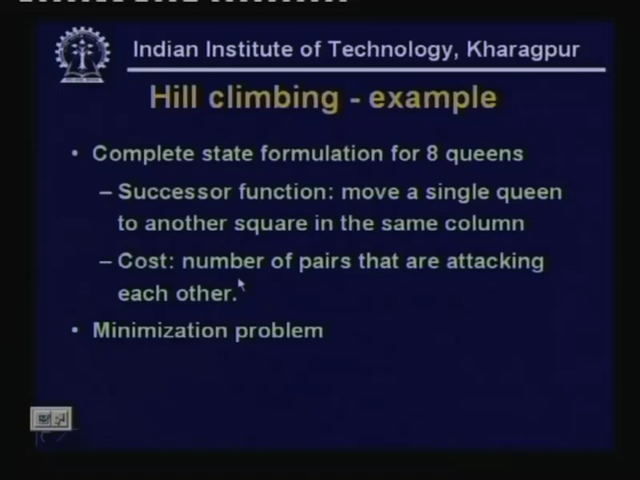 Indian Institute of Technology, Kharagpur
Hill climbing - example
• Complete state formulation for 8 queens
– Successor function: move a single queen
to another square in the same column
– Cost: number of pairs that are attacking
each other.
• Minimization problem